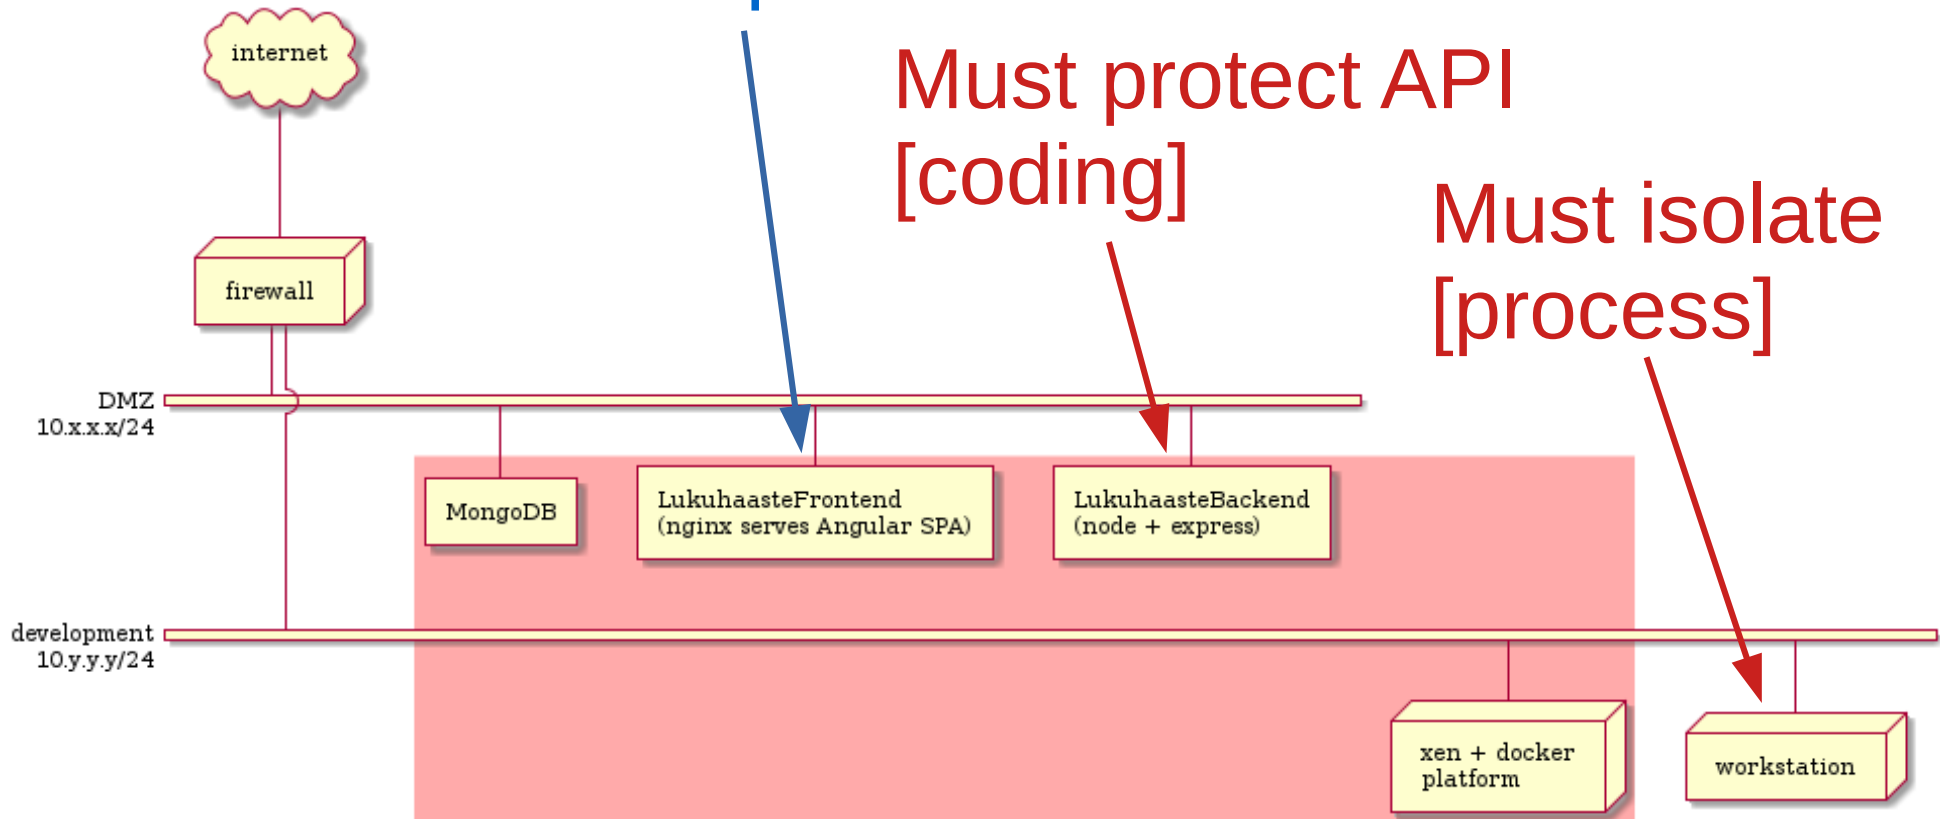 internet
Must protect API
[coding]
Must isolate
[process]
firewall
DMZ
10.x.x.x/24
MongoDB
LukuhaasteFrontend
(nginx serves Angular SPA)
LukuhaasteBackend
(node + express)
development
10.y.y.y/24
xen + docker
platform
workstation